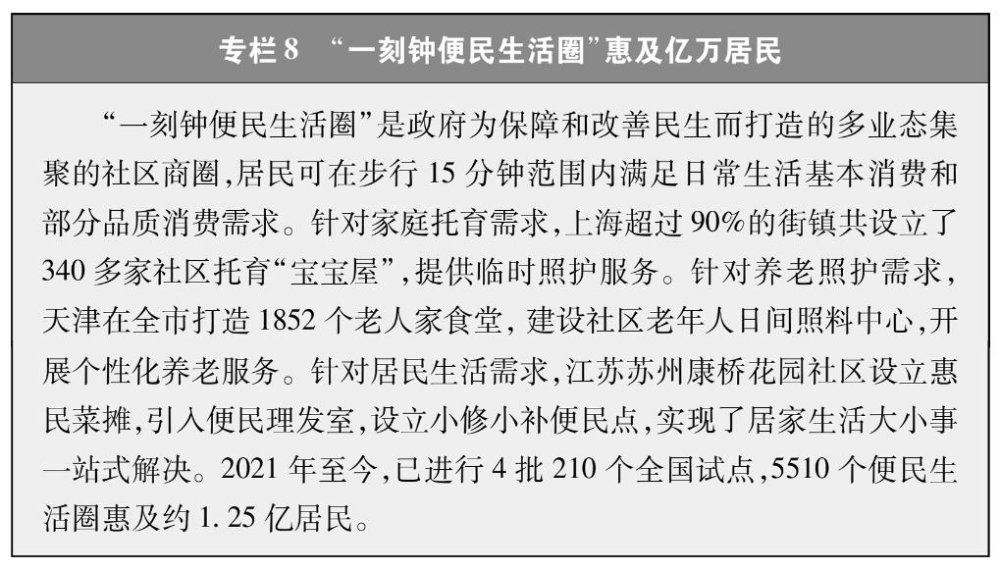 专栏8 “一刻钟便民生活圈”惠及亿万居民
“一刻钟便民生活圈”是政府为保障和改善民生而打造的多业态集
聚的社区商圈,居民可在步行15分钟范围内满足日常生活基本消费和
部分品质消费需求。针对家庭托育需求,上海超过90%的街镇共设立了
340多家社区托育“宝宝屋”,提供临时照护服务。针对养老照护需求,
天津在全市打造1852个老人家食堂,建设社区老年人日间照料中心,开
展个性化养老服务。针对居民生活需求,江苏苏州康桥花园社区设立惠
民菜摊,引入便民理发室,设立小修小补便民点,实现了居家生活大小事
一站式解决。2021年至今,已进行4批210个全国试点,5510个便民生
活圈惠及约1.25亿居民。